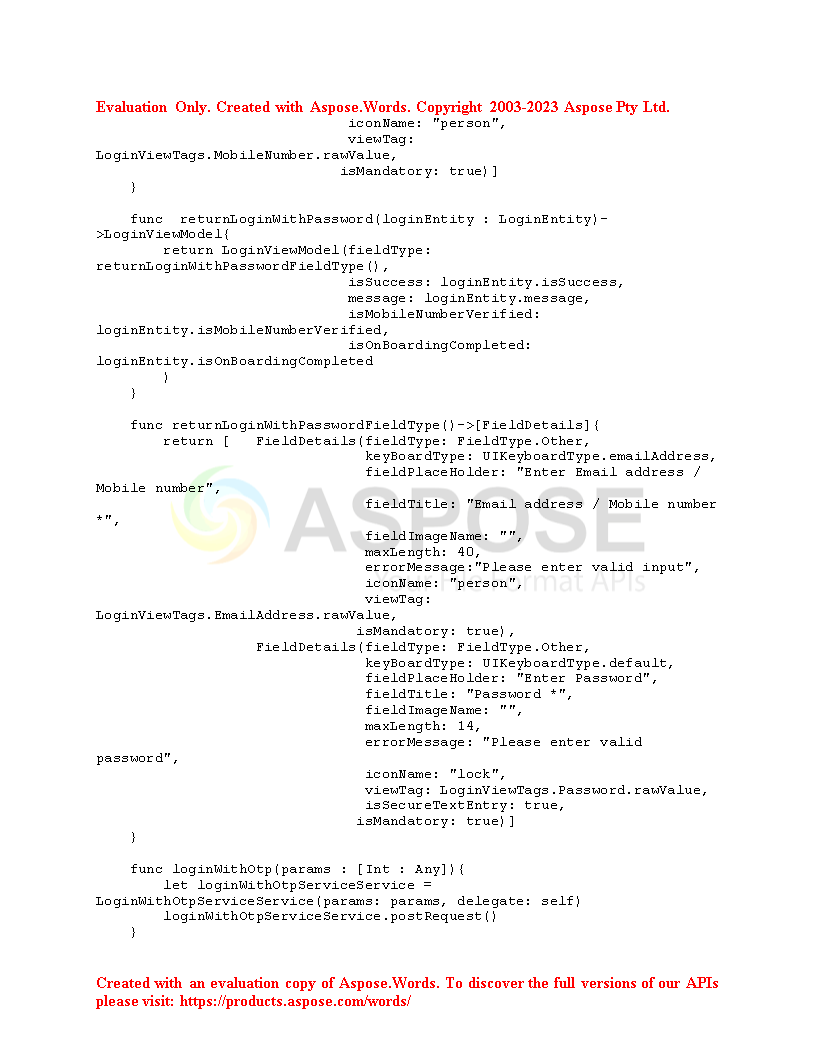 Evaluation Only. Created with Aspose.Words. Copyright 2003-2023 Aspose Pty Ltd.
iconName: "person",
viewTag:
LoginViewTags.MobileNumber.rawValue,
isMandatory: true)]
}
func  returnLoginWithPassword(loginEntity : LoginEntity)-
>LoginViewModel{
return LoginViewModel(fieldType:
returnLoginWithPasswordFieldType(),
isSuccess: loginEntity.isSuccess,
message: loginEntity.message,
isMobileNumberVerified:
loginEntity.isMobileNumberVerified,
isOnBoardingCompleted:
loginEntity.isOnBoardingCompleted
)
}
func returnLoginWithPasswordFieldType()->[FieldDetails]{
return [   FieldDetails(fieldType: FieldType.Other,
keyBoardType: UIKeyboardType.emailAddress,
fieldPlaceHolder: "Enter Email address /
Mobile number",
fieldTitle: "Email address / Mobile number
*",
fieldImageName: "",
maxLength: 40,
errorMessage:"Please enter valid input",
iconName: "person",
viewTag:
LoginViewTags.EmailAddress.rawValue,
isMandatory: true),
FieldDetails(fieldType: FieldType.Other,
keyBoardType: UIKeyboardType.default,
fieldPlaceHolder: "Enter Password",
fieldTitle: "Password *",
fieldImageName: "",
maxLength: 14,
errorMessage: "Please enter valid
password",
iconName: "lock",
viewTag: LoginViewTags.Password.rawValue,
isSecureTextEntry: true,
isMandatory: true)]
}
func loginWithOtp(params : [Int : Any]){
let loginWithOtpServiceService =
LoginWithOtpServiceService(params: params, delegate: self)
loginWithOtpServiceService.postRequest()
}
ASPOSE
Format APIs
Created with an evaluation copy of Aspose.Words. To discover the full versions of our APIs
please visit: https://products.aspose.com/words/